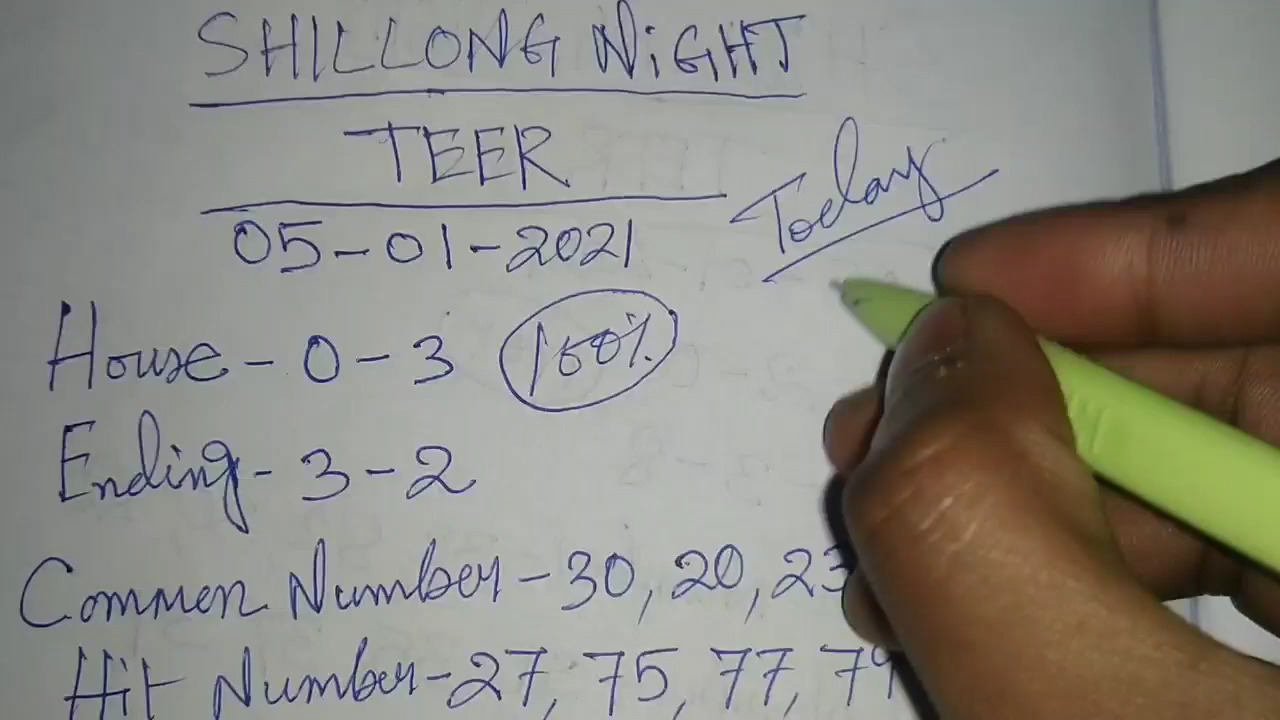 SHILLONG NiGHT
TEER
Today
05-01-2021
House - 0 - 3 100%
Ending - 3 - 2
Common Number - 30, 20, 23
Hit Number - 27, 75, 77, 79